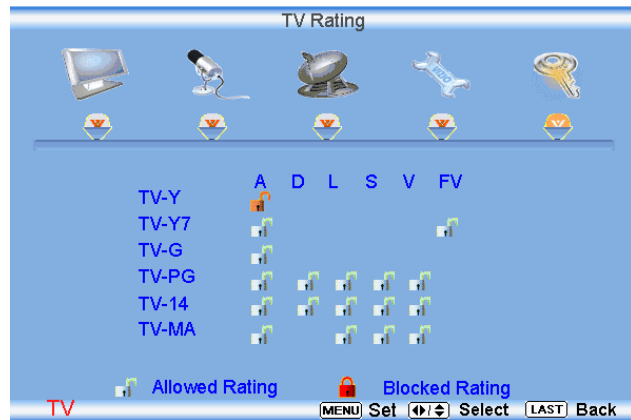 TV Rating
VIZIO
A D L S V FV
TV-Y
TV-Y7
TV-G
TV-PG
TV-14
TV-MA
Allowed Rating Blocked Rating
TV MENU Set Select LAST Back